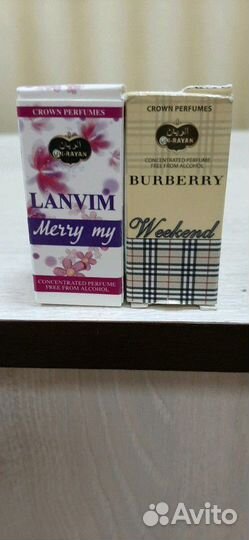 CROWN PERFUMES
الريان
AL-RAYAN
LANVIM
Merry my
CONCENTRATED PERFUME
FREE FROM ALCOHOL
CROWN PERFUMES
الريان
AL-RAYAN
CONCENTRATED PERFUME
FREE FROM ALCOHOL
BURBERRY
Weekend
Avito